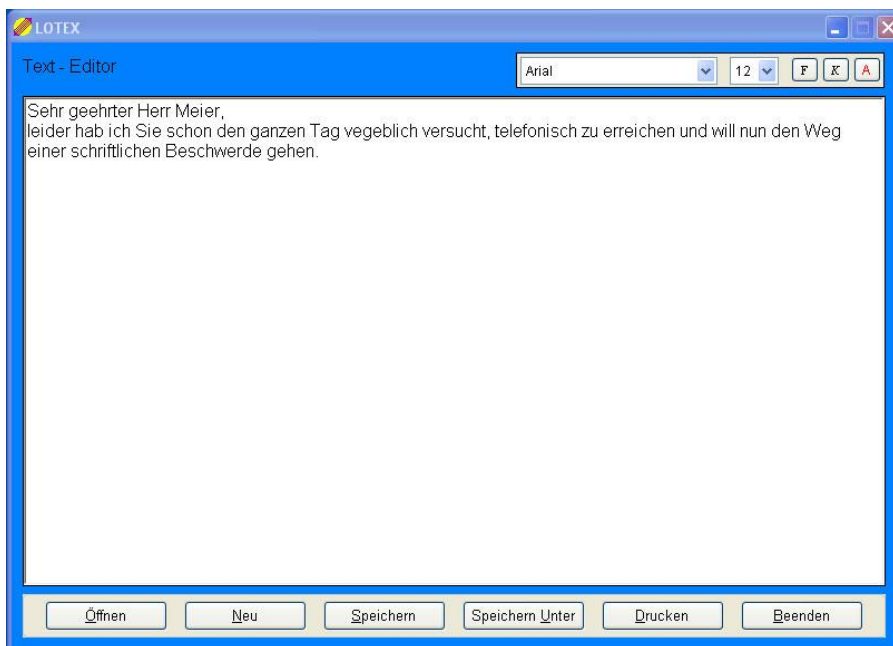 LOTEX
Text - Editor
Arial
12
F
K
A
Sehr geehrter Herr Meier,
leider hab ich Sie schon den ganzen Tag vegeblich versucht, telefonisch zu erreichen und will nun den Weg
einer schriftlichen Beschwerde gehen.
Öffnen
Neu
Speichern
Speichern Unter
Drucken
Beenden